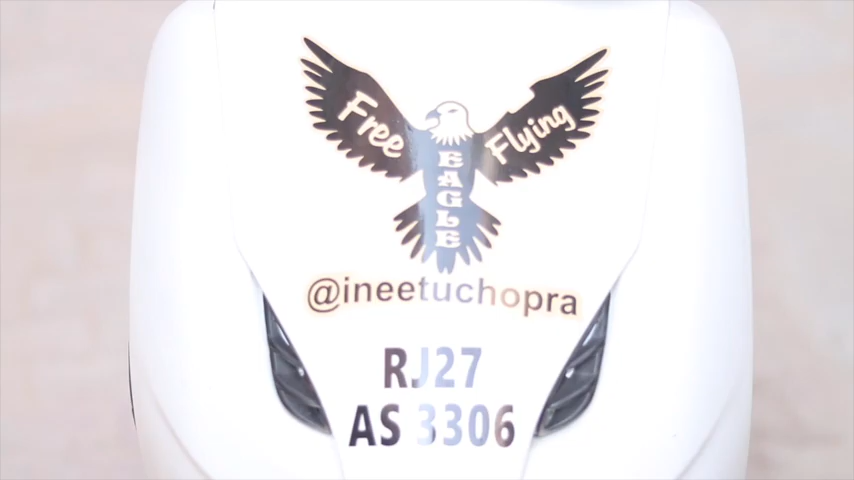 Free Flying
EAGLE
@ineetuchopra
RJ27
AS 3306